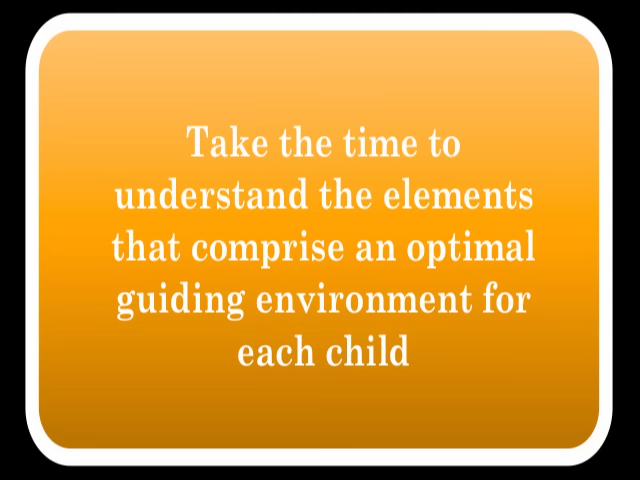 Take the time to
understand the elements
that comprise an optimal
guiding environment for
each child